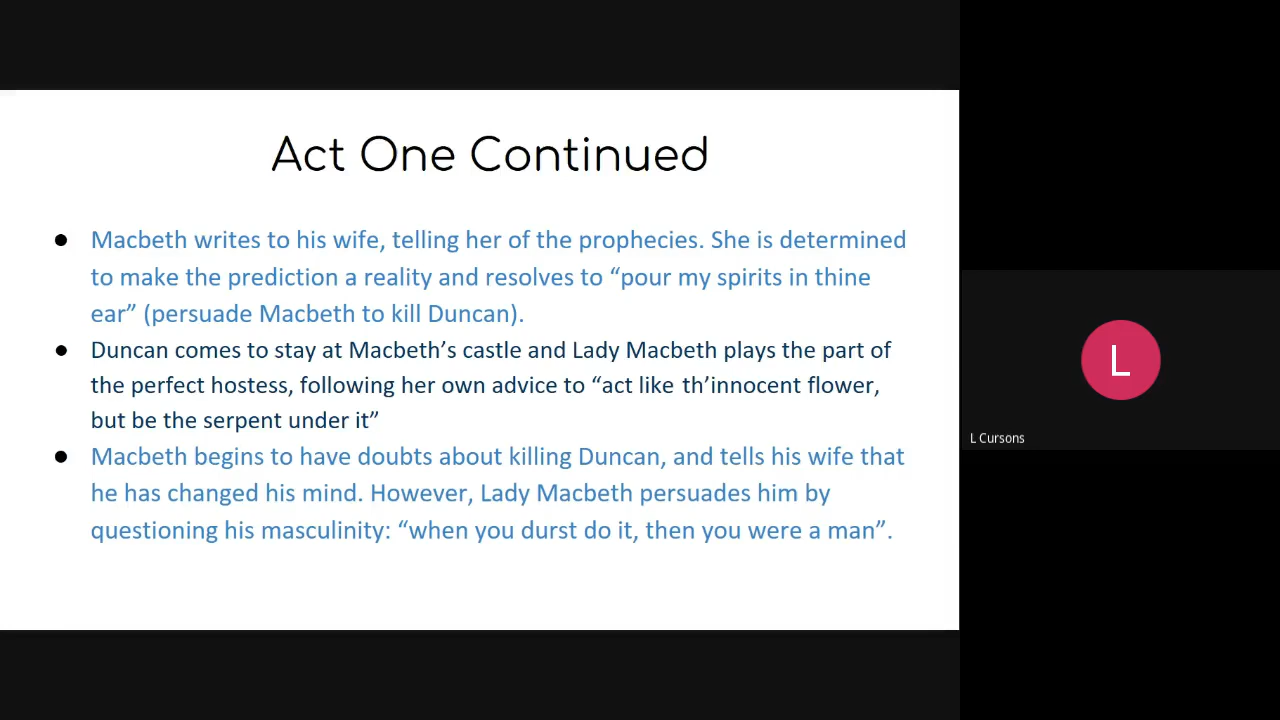 Act One Continued
● Macbeth writes to his wife, telling her of the prophecies. She is determined
to make the prediction a reality and resolves to “pour my spirits in thine
ear” (persuade Macbeth to kill Duncan).
● Duncan comes to stay at Macbeth’s castle and Lady Macbeth plays the part of
the perfect hostess, following her own advice to “act like th’innocent flower,
but be the serpent under it”
● Macbeth begins to have doubts about killing Duncan, and tells his wife that
he has changed his mind. However, Lady Macbeth persuades him by
questioning his masculinity: “when you durst do it, then you were a man”.
L
L Cursons